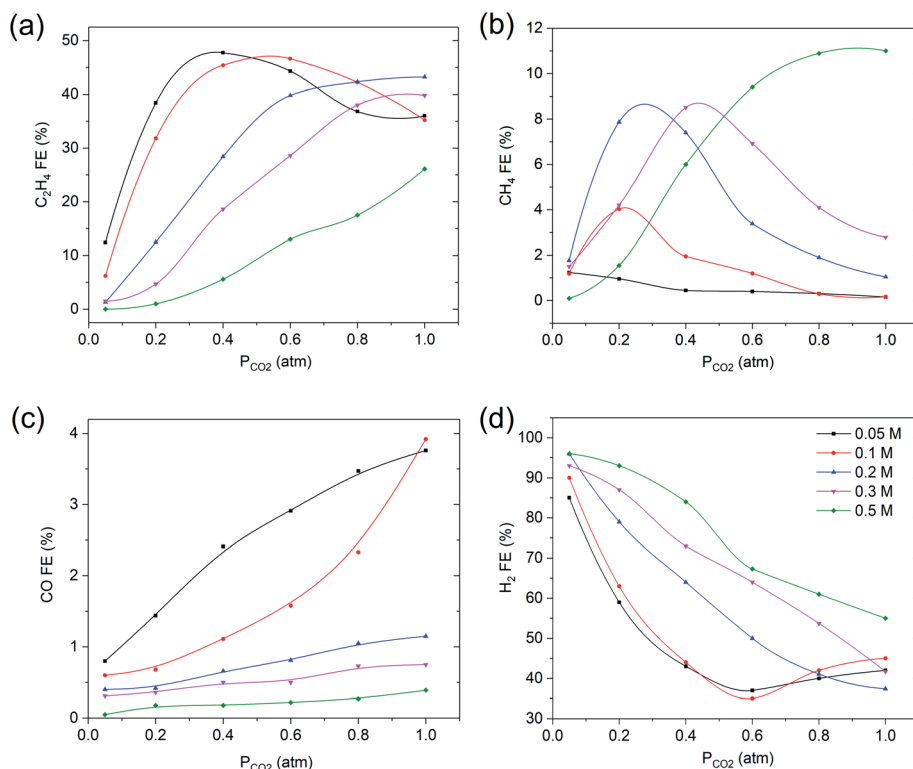 (a)
50
40
30
20
10
0
C₂H₄ FE (%)
0.0 0.2 0.4 0.6 0.8 1.0
P_CO2 (atm)
(b)
12
10
8
6
4
2
0
CH₄ FE (%)
0.0 0.2 0.4 0.6 0.8 1.0
P_CO2 (atm)
(c)
4
3
2
1
0
CO FE (%)
0.0 0.2 0.4 0.6 0.8 1.0
P_CO2 (atm)
(d)
100
90
80
70
60
50
40
30
H₂ FE (%)
0.05 M
0.1 M
0.2 M
0.3 M
0.5 M
0.0 0.2 0.4 0.6 0.8 1.0
P_CO2 (atm)